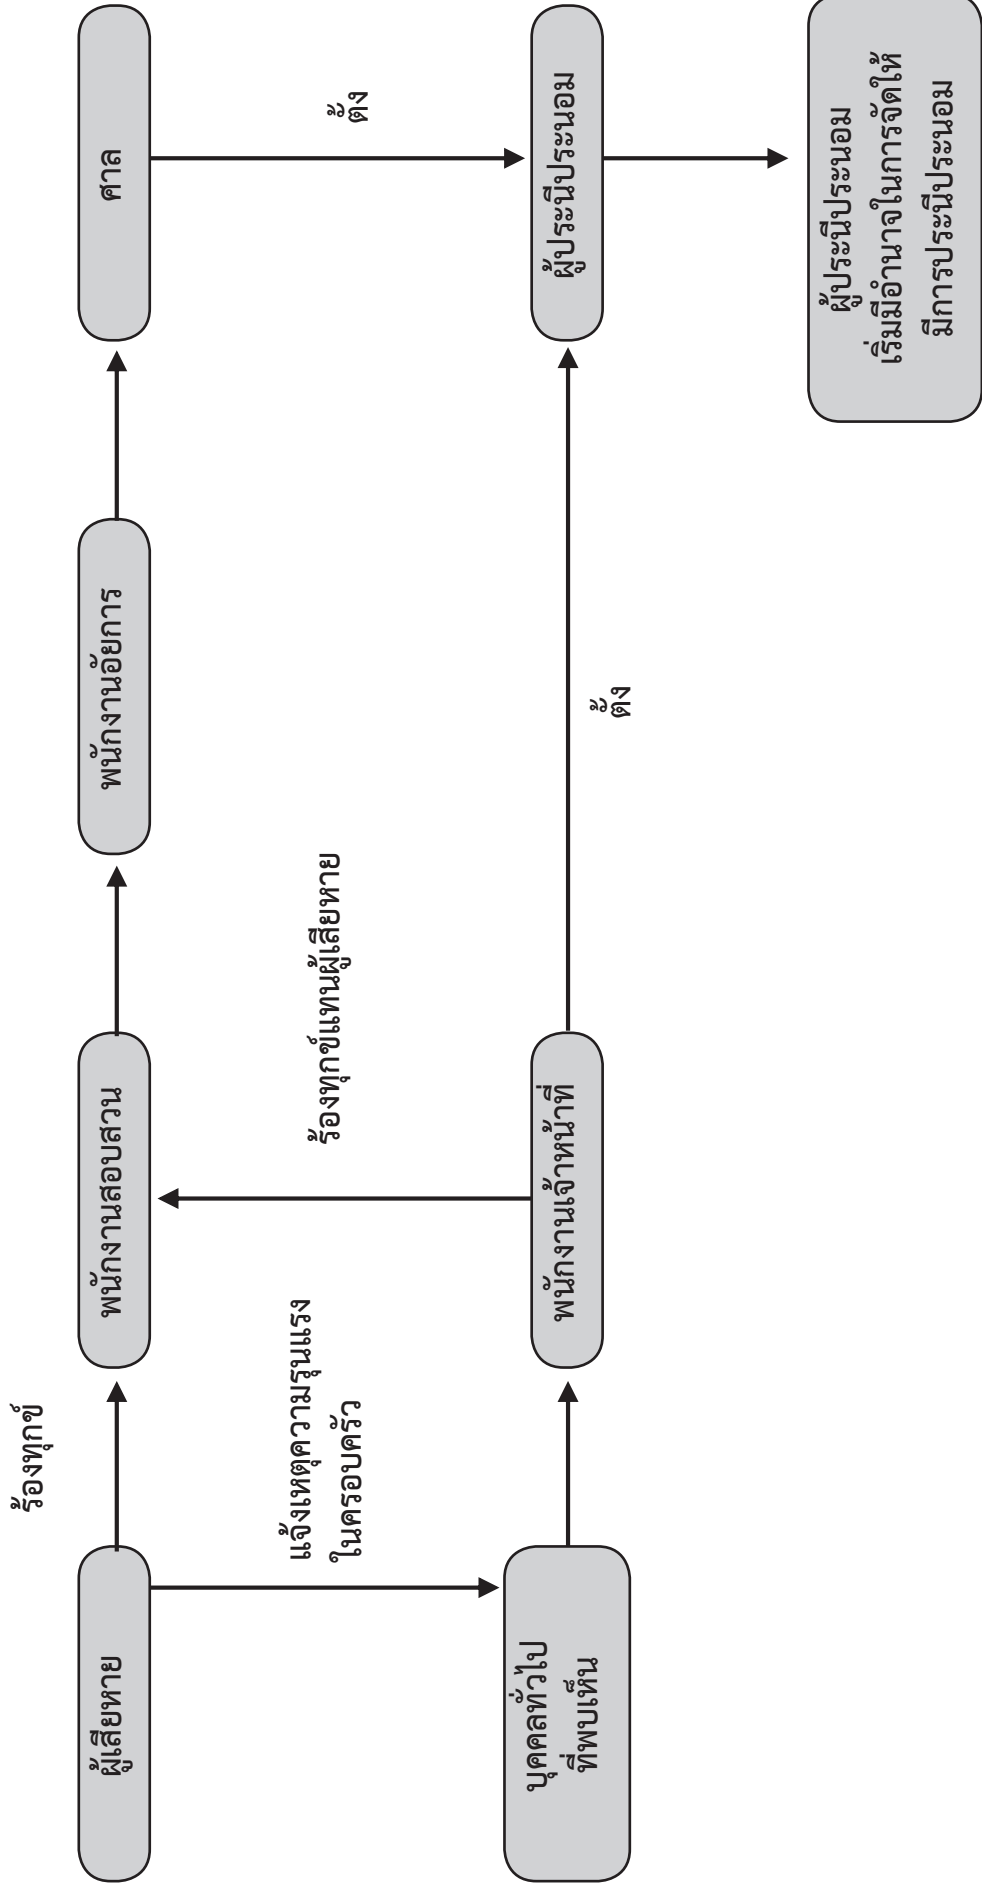 ร้องทุกข์
ผู้เสียหาย
พนักงานสอบสวน
พนักงานอัยการ
ศาล
แจ้งเหตุความรุนแรง
ในครอบครัว
ร้องทุกข์แทนผู้เสียหาย
ตั้ง
บุคคลทั่วไป
ที่พบเห็น
พนักงานเจ้าหน้าที่
ผู้ประนีประนอม
ตั้ง
ผู้ประนีประนอม
เริ่มมีอำนาจในการจัดให้
มีการประนีประนอม